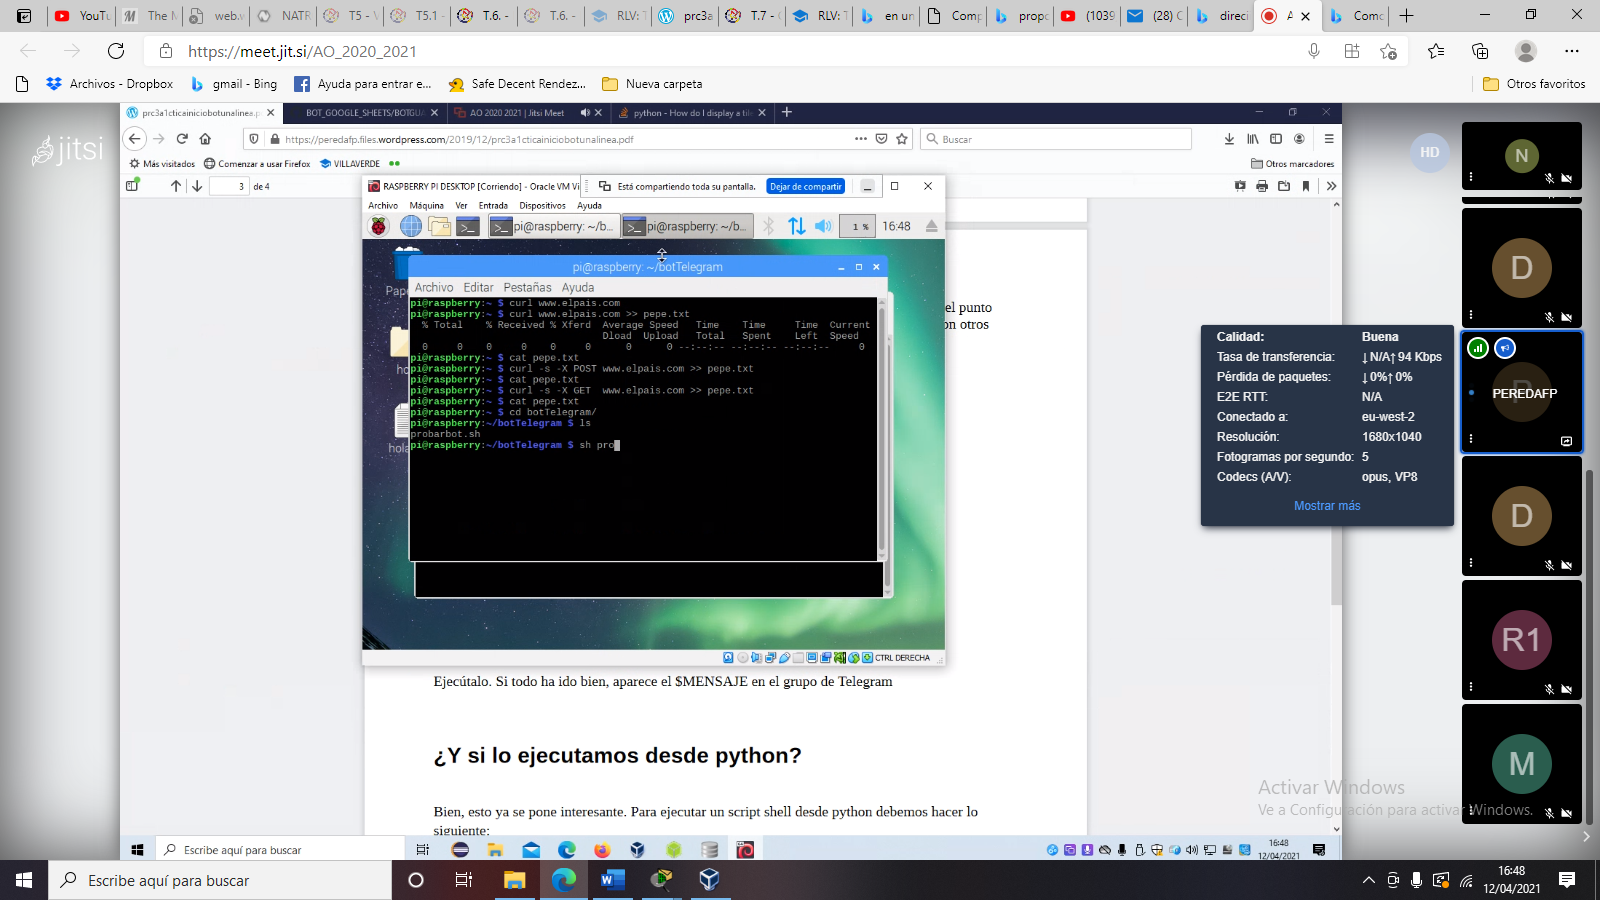 YouTu
The M
web.v
NATR
T5 - \
T5.1 -
T.6. -
T.6. -
RLV: T
prc3a
T.7 - C
RLV: T
en un
Comp
propc
(1039
(28) C
direci
A
Comc
https://meet.jit.si/AO_2020_2021
Archivos - Dropbox
gmail - Bing
Ayuda para entrar e...
Safe Decent Rendez...
Nueva carpeta
Otros favoritos
jitsi
prc3a1cticainiciobotunalinea.p
BOT_GOOGLE_SHEETS/BOTGUA
AO 2020 2021 | Jitsi Meet
python - How do I display a tile
https://peredafp.files.wordpress.com/2019/12/prc3a1cticainiciobotunalinea.pdf
Buscar
Más visitados
Comenzar a usar Firefox
VILLAVERDE
Otros marcadores
3
de 4
RASPBERRY PI DESKTOP [Corriendo] - Oracle VM Vi
Está compartiendo toda su pantalla.
Dejar de compartir
Archivo Máquina Ver Entrada Dispositivos Ayuda
pi@raspberry: ~/b...
pi@raspberry: ~/b...
1 %
16:48
Pape
ho
hola
pi@raspberry: ~/botTelegram
Archivo Editar Pestañas Ayuda
pi@raspberry:~ $ curl www.elpais.com
pi@raspberry:~ $ curl www.elpais.com >> pepe.txt
% Total % Received % Xferd Average Speed Time Time Time Current
Dload Upload Total Spent Left Speed
0 0 0 0 0 0 0 0 --:--:-- --:--:-- --:--:-- 0
pi@raspberry:~ $ cat pepe.txt
pi@raspberry:~ $ curl -s -X POST www.elpais.com >> pepe.txt
pi@raspberry:~ $ cat pepe.txt
pi@raspberry:~ $ curl -s -X GET www.elpais.com >> pepe.txt
pi@raspberry:~ $ cat pepe.txt
pi@raspberry:~ $ cd botTelegram/
pi@raspberry:~/botTelegram $ ls
probarbot.sh
pi@raspberry:~/botTelegram $ sh pro
CTRL DERECHA
el punto
on otros
Ejecútalo. Si todo ha ido bien, aparece el $MENSAJE en el grupo de Telegram
¿Y si lo ejecutamos desde python?
Bien, esto ya se pone interesante. Para ejecutar un script shell desde python debemos hacer lo
siguiente:
Calidad: Buena
Tasa de transferencia: ↓N/A↑ 94 Kbps
Pérdida de paquetes: ↓0%↑ 0%
E2E RTT: N/A
Conectado a: eu-west-2
Resolución: 1680x1040
Fotogramas por segundo: 5
Codecs (A/V): opus, VP8
Mostrar más
HD
N
D
P
PEREDAFP
D
R1
M
Activar Windows
Ve a Configuración para activar Windows.
Escribe aquí para buscar
16:48
12/04/2021
Escribe aquí para buscar
16:48
12/04/2021